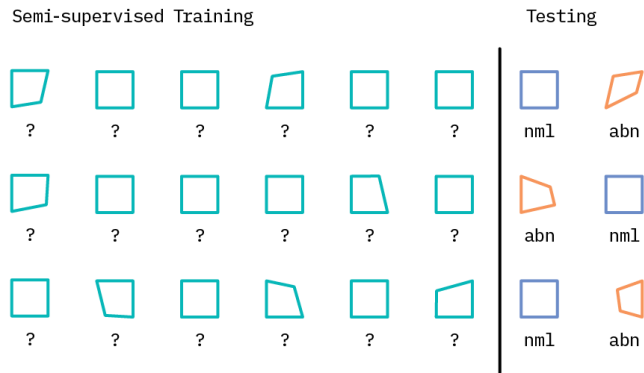 Semi-supervised Training Testing
? ? ? ? ? ? nml abn
? ? ? ? ? ? abn nml
? ? ? ? ? ? nml abn